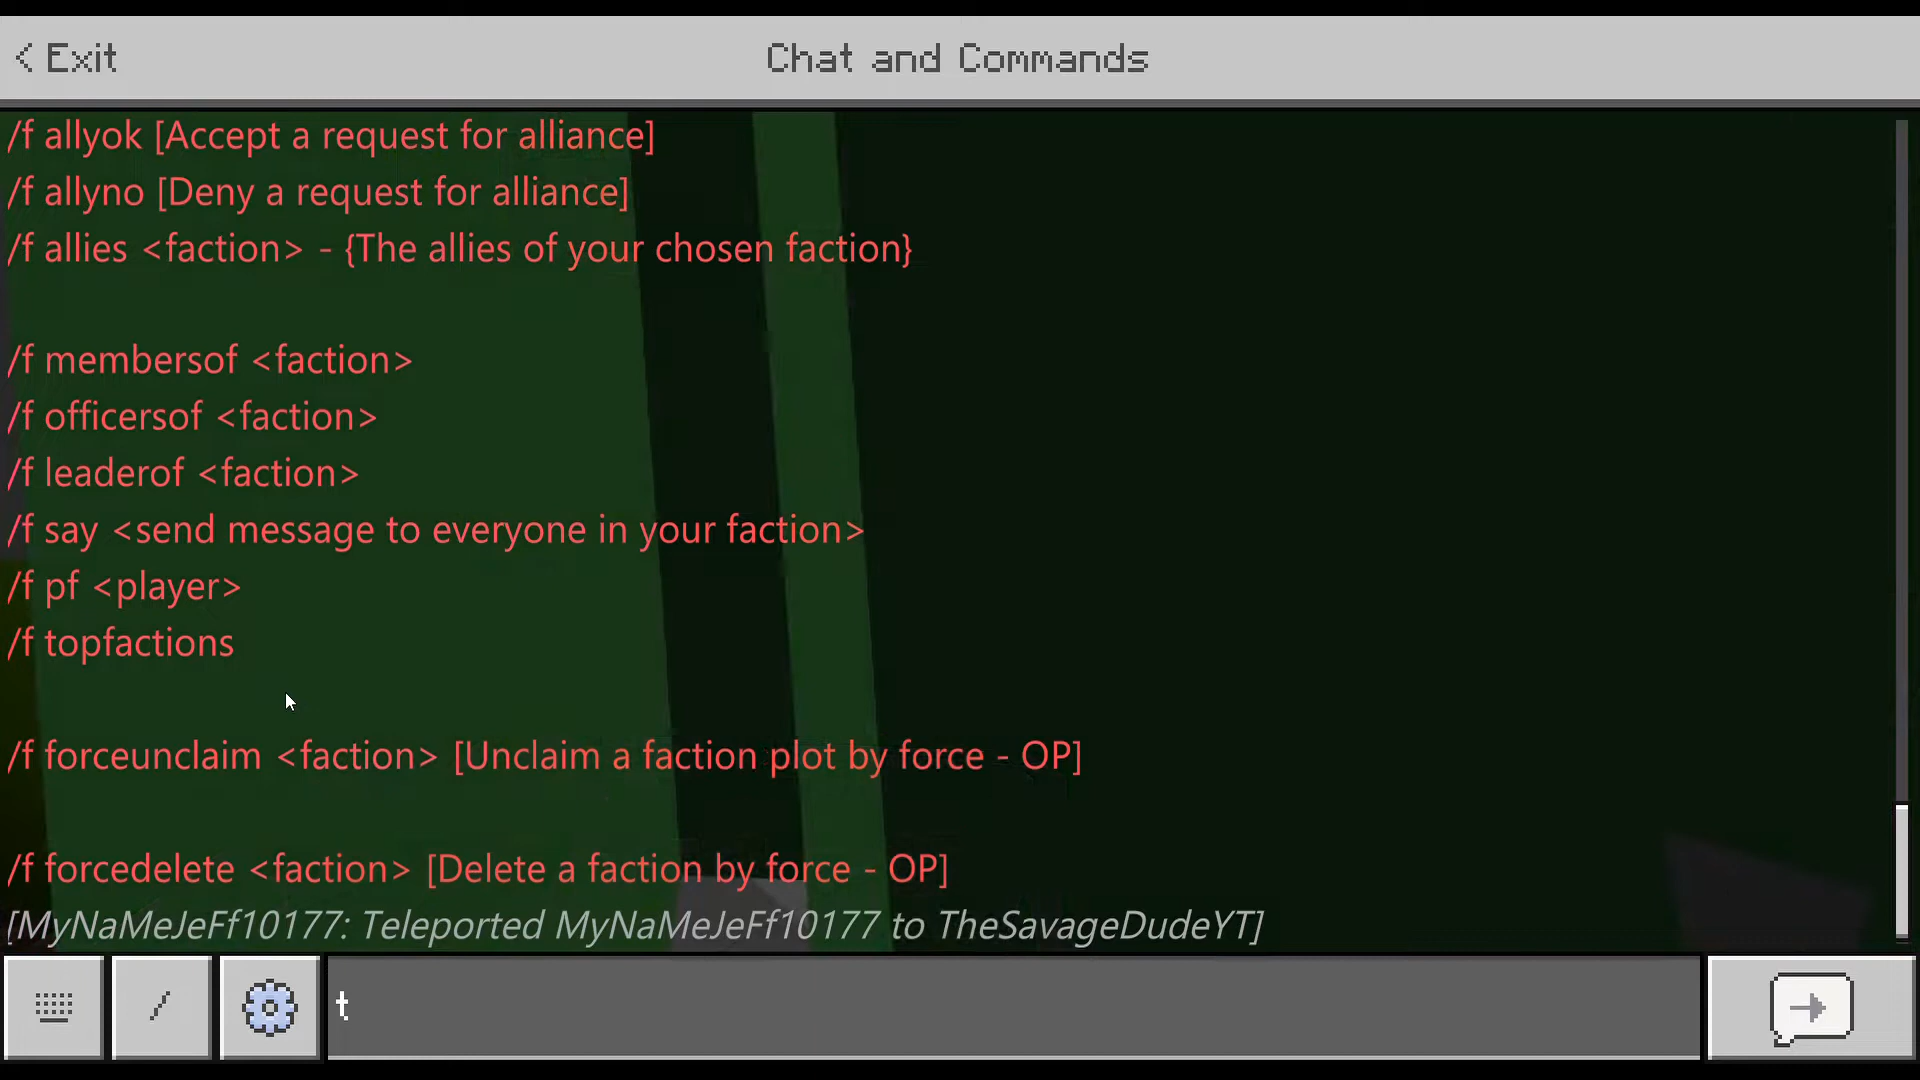 < Exit
Chat and Commands
/f allyok [Accept a request for alliance]
/f allyno [Deny a request for alliance]
/f allies <faction> - {The allies of your chosen faction}
/f membersof <faction>
/f officersof <faction>
/f leaderof <faction>
/f say <send message to everyone in your faction>
/f pf <player>
/f topfactions
/f forceunclaim <faction> [Unclaim a faction plot by force - OP]
/f forcedelete <faction> [Delete a faction by force - OP]
[MyNaMeJeFf10177: Teleported MyNaMeJeFf10177 to TheSavageDudeYT]
/
t